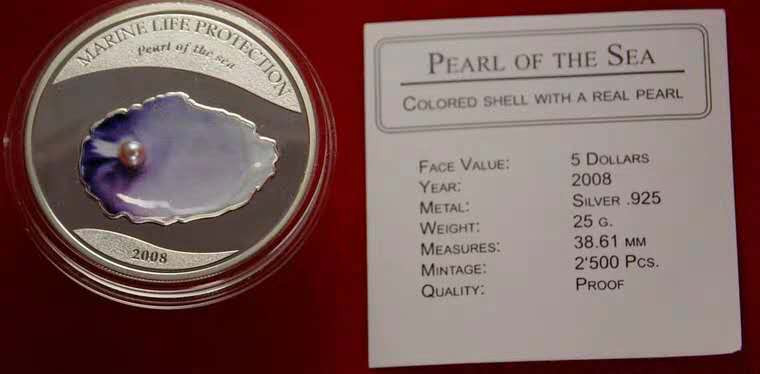 MARINE LIFE PROTECTION
Pearl of the sea
2008
PEARL OF THE SEA
COLORED SHELL WITH A REAL PEARL
FACE VALUE: 5 DOLLARS
YEAR: 2008
METAL: SILVER .925
WEIGHT: 25 G.
MEASURES: 38.61 MM
MINTAGE: 2'500 PCS.
QUALITY: PROOF